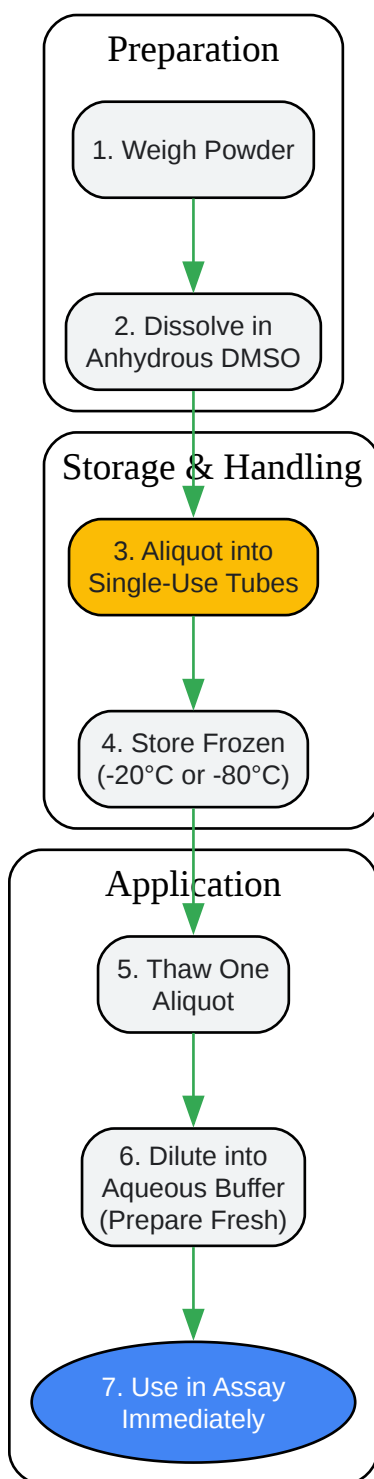 Preparation
1. Weigh Powder
2. Dissolve in
Anhydrous DMSO
Storage & Handling
3. Aliquot into
Single-Use Tubes
4. Store Frozen
(-20°C or -80°C)
Application
5. Thaw One
Aliquot
6. Dilute into
Aqueous Buffer
(Prepare Fresh)
7. Use in Assay
Immediately